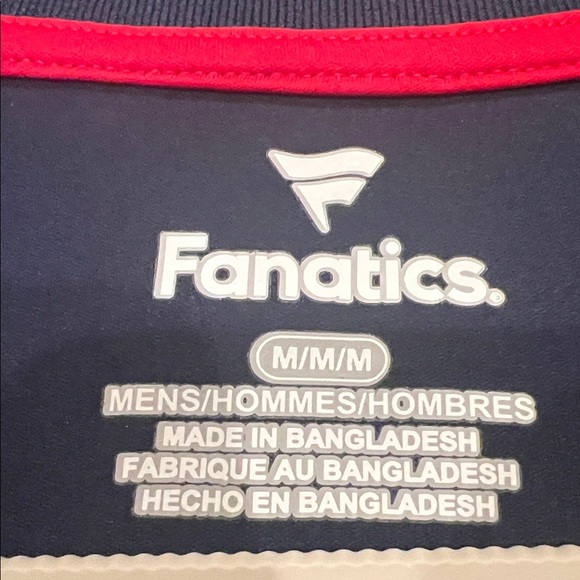 Fanatics.
M/M/M
MENS/HOMMES/HOMBRES
MADE IN BANGLADESH
FABRIQUE AU BANGLADESH
HECHO EN BANGLADESH